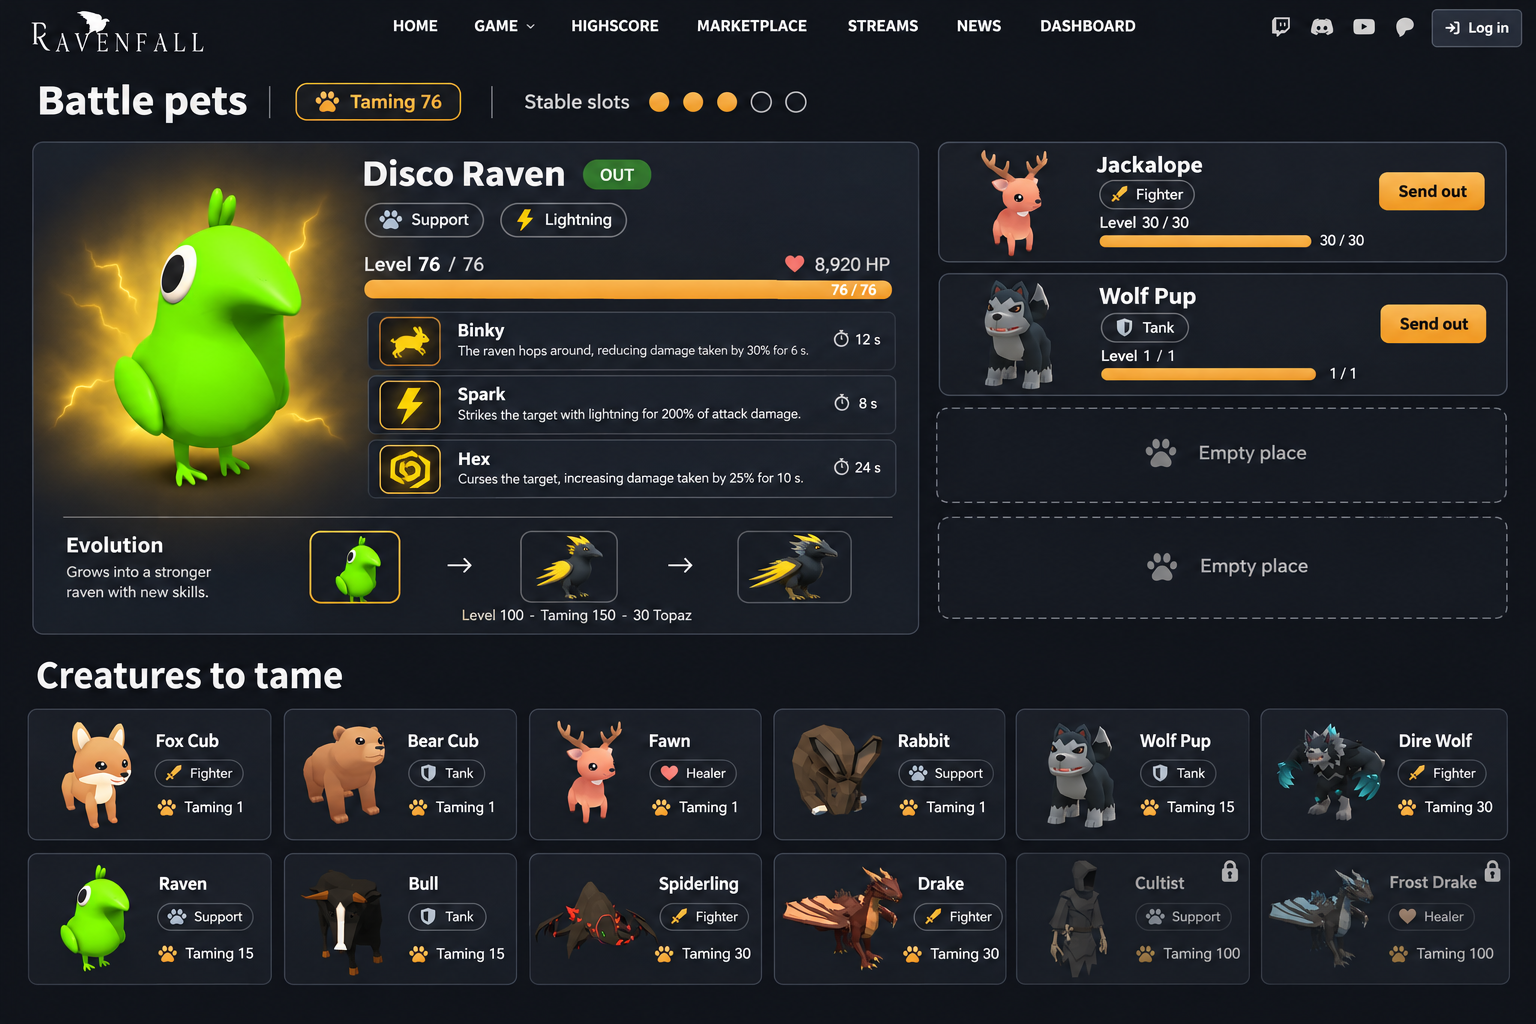 RAVENFALL
HOME
GAME
HIGHSCORE
MARKETPLACE
STREAMS
NEWS
DASHBOARD
Log in
Battle pets
Taming 76
Stable slots
Disco Raven
OUT
Support
Lightning
Level 76 / 76
8,920 HP
76 / 76
Binky
The raven hops around, reducing damage taken by 30% for 6 s.
12 s
Spark
Strikes the target with lightning for 200% of attack damage.
8 s
Hex
Curses the target, increasing damage taken by 25% for 10 s.
24 s
Evolution
Grows into a stronger
raven with new skills.
Level 100 - Taming 150 - 30 Topaz
Jackalope
Fighter
Level 30 / 30
30 / 30
Send out
Wolf Pup
Tank
Level 1 / 1
1 / 1
Send out
Empty place
Empty place
Creatures to tame
Fox Cub
Fighter
Taming 1
Bear Cub
Tank
Taming 1
Fawn
Healer
Taming 1
Rabbit
Support
Taming 1
Wolf Pup
Tank
Taming 15
Dire Wolf
Fighter
Taming 30
Raven
Support
Taming 15
Bull
Tank
Taming 15
Spiderling
Fighter
Taming 30
Drake
Fighter
Taming 30
Cultist
Support
Taming 100
Frost Drake
Healer
Taming 100